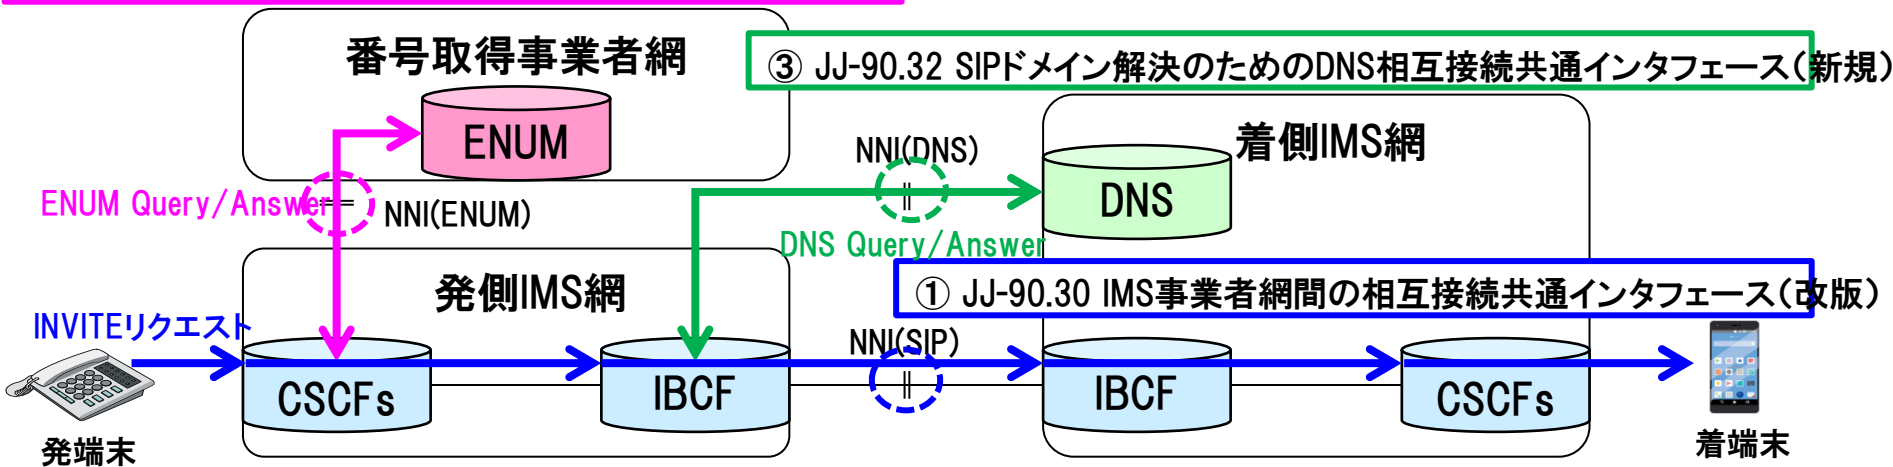 番号取得事業者網
③ JJ-90.32 SIPドメイン解決のためのDNS相互接続共通インタフェース(新規)
ENUM
NNI(DNS)
着側IMS網
DNS
ENUM Query/Answer
NNI(ENUM)
DNS Query/Answer
発側IMS網
① JJ-90.30 IMS事業者網間の相互接続共通インタフェース(改版)
INVITEリクエスト
NNI(SIP)
CSCFs
IBCF
IBCF
CSCFs
発端末
着端末